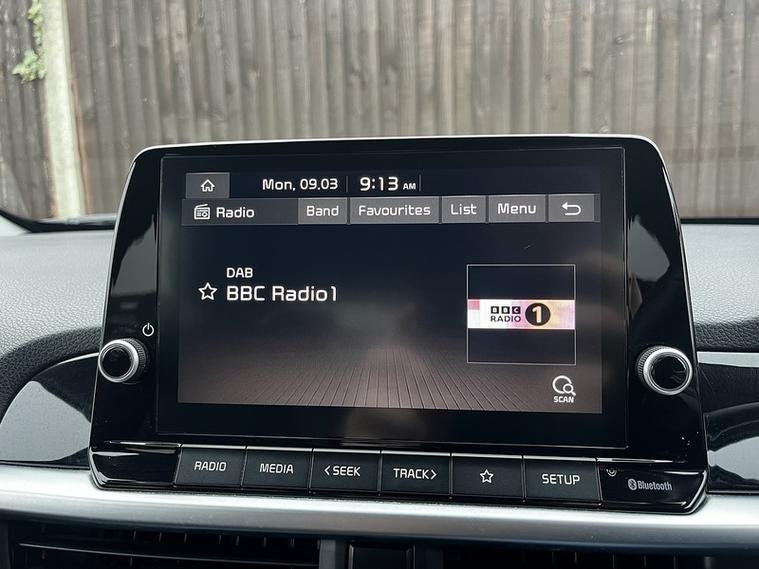 Mon, 09.03 9:13 AM
Radio Band Favourites List Menu
DAB
BBC Radio1
BBC
RADIO 1
SCAN
RADIO MEDIA <SEEK TRACK> SETUP Bluetooth